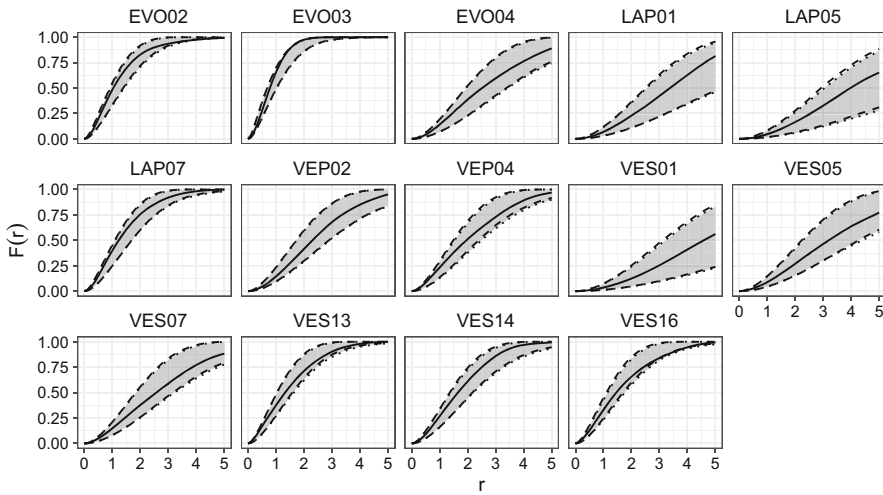 EVO02 EVO03 EVO04 LAP01 LAP05
1.00
0.75
0.50
0.25
0.00
LAP07 VEP02 VEP04 VES01 VES05
1.00
0.75
0.50
0.25
0.00
F(r)
0 1 2 3 4 5
VES07 VES13 VES14 VES16
1.00
0.75
0.50
0.25
0.00
0 1 2 3 4 5 0 1 2 3 4 5 0 1 2 3 4 5 0 1 2 3 4 5
r